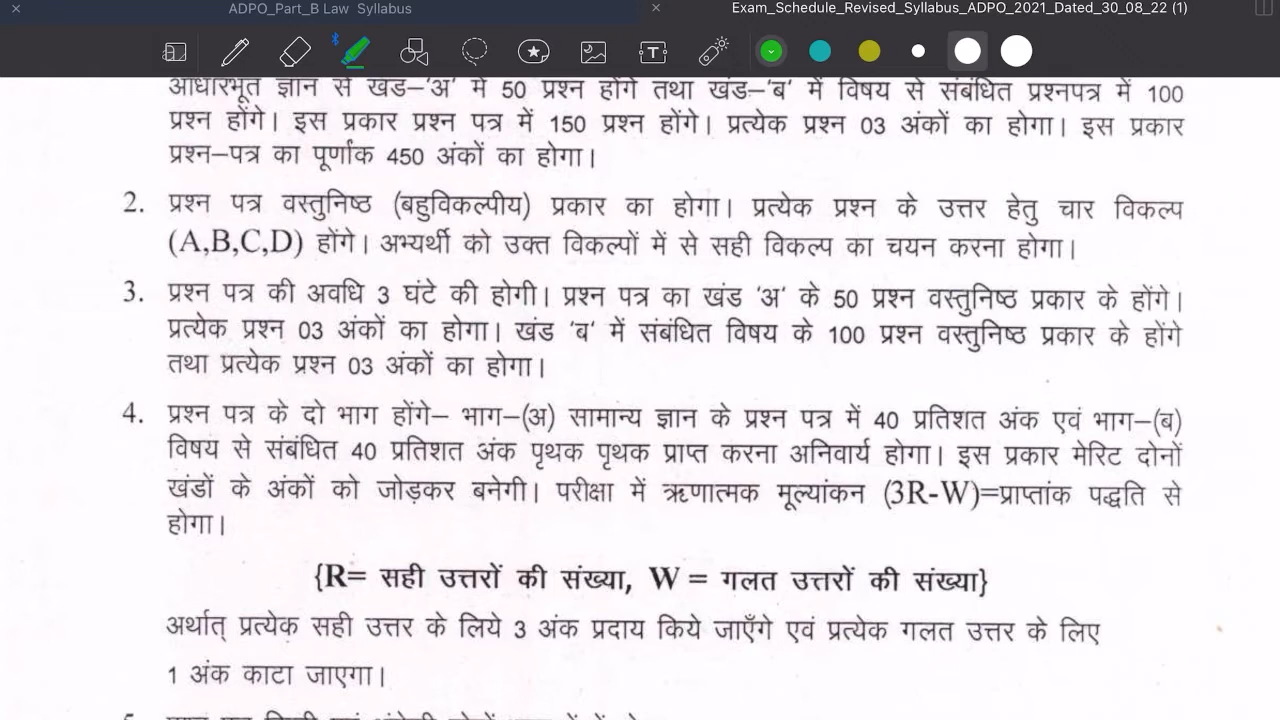 ADPO_Part_B Law Syllabus
Exam_Schedule_Revised_Syllabus_ADPO_2021_Dated_30_08_22 (1)
आधारभूत ज्ञान से खंड–'अ' में 50 प्रश्न होंगे तथा खंड–'ब' में विषय से संबंधित प्रश्नपत्र में 100
प्रश्न होंगे। इस प्रकार प्रश्न पत्र में 150 प्रश्न होंगे। प्रत्येक प्रश्न 03 अंकों का होगा। इस प्रकार
प्रश्न–पत्र का पूर्णांक 450 अंकों का होगा।
2. प्रश्न पत्र वस्तुनिष्ठ (बहुविकल्पीय) प्रकार का होगा। प्रत्येक प्रश्न के उत्तर हेतु चार विकल्प
(A,B,C,D) होंगे। अभ्यर्थी को उक्त विकल्पों में से सही विकल्प का चयन करना होगा।
3. प्रश्न पत्र की अवधि 3 घंटे की होगी। प्रश्न पत्र का खंड 'अ' के 50 प्रश्न वस्तुनिष्ठ प्रकार के होंगे।
प्रत्येक प्रश्न 03 अंकों का होगा। खंड 'ब' में संबंधित विषय के 100 प्रश्न वस्तुनिष्ठ प्रकार के होंगे
तथा प्रत्येक प्रश्न 03 अंकों का होगा।
4. प्रश्न पत्र के दो भाग होंगे– भाग–(अ) सामान्य ज्ञान के प्रश्न पत्र में 40 प्रतिशत अंक एवं भाग–(ब)
विषय से संबंधित 40 प्रतिशत अंक पृथक पृथक प्राप्त करना अनिवार्य होगा। इस प्रकार मेरिट दोनों
खंडों के अंकों को जोड़कर बनेगी। परीक्षा में ऋणात्मक मूल्यांकन (3R-W)=प्राप्तांक पद्धति से
होगा।
{R= सही उत्तरों की संख्या, W = गलत उत्तरों की संख्या}
अर्थात् प्रत्येक सही उत्तर के लिये 3 अंक प्रदाय किये जाएँगे एवं प्रत्येक गलत उत्तर के लिए
1 अंक काटा जाएगा।